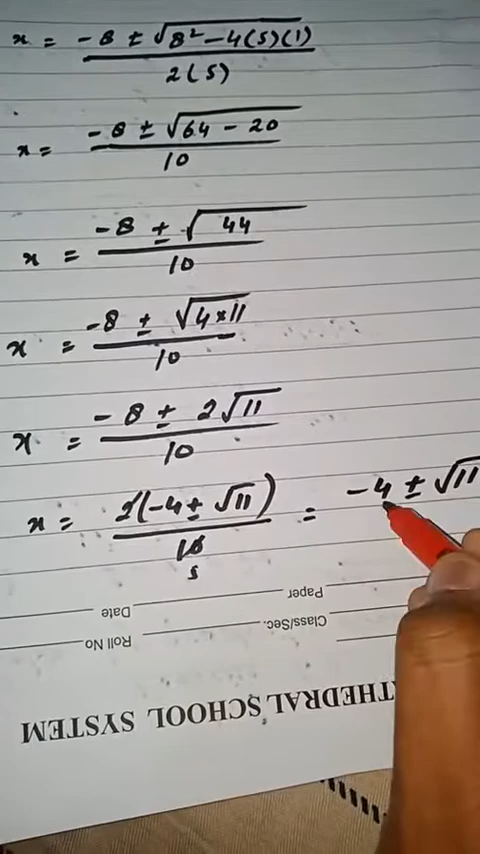 x = -8 ± √8² - 4(5)(1) / 2(5)
x = -8 ± √64 - 20 / 10
x = -8 ± √44 / 10
x = -8 ± √4×11 / 10
x = -8 ± 2√11 / 10
x = 2(-4 ± √11) / 10 5 = -4 ± √11
Paper
Date
Class/Sec.
Roll No
THEDRAL SCHOOL SYSTEM